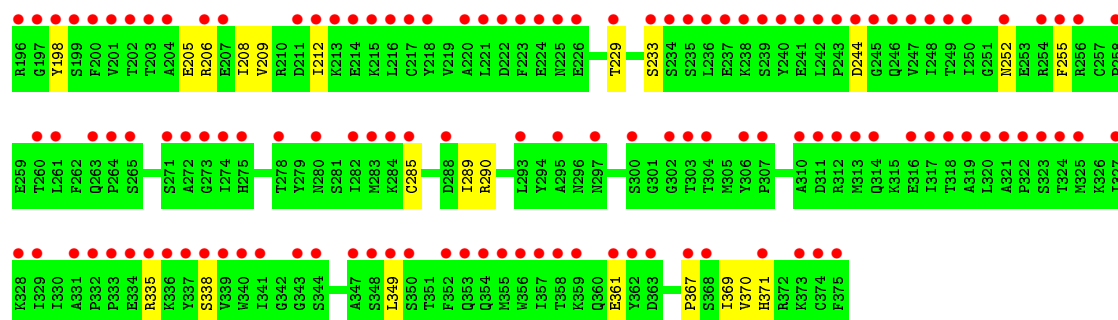 R196 G197 Y198 S199 F200 V201 T202 T203 A204 E205 R206 E207 I208 V209 R210 D211 I212 K213 E214 K215 L216 C217 Y218 V219 A220 L221 D222 F223 E224 N225 E226 T229 S233 S234 S235 L236 E237 K238 S239 Y240 E241 L242 P243 D244 G245 Q246 V247 I248 T249 I250 G251 N252 E253 R254 F255 R256 C257 P258
E259 T260 L261 F262 Q263 P264 S265 S271 A272 G273 I274 H275 T278 Y279 N280 S281 I282 M283 K284 C285 D288 I289 R290 L293 Y294 A295 N296 N297 S300 G301 G302 T303 T304 M305 Y306 P307 A310 D311 R312 M313 Q314 K315 E316 I317 T318 A319 L320 A321 P322 S323 T324 M325 K326 I327
K328 I329 I330 A331 P332 P333 E334 R335 K336 Y337 S338 V339 W340 I341 G342 G343 S344 A347 S348 L349 S350 T351 F352 Q353 Q354 M355 W356 I357 T358 K359 Q360 E361 Y362 D363 P367 S368 I369 V370 H371 R372 K373 C374 F375